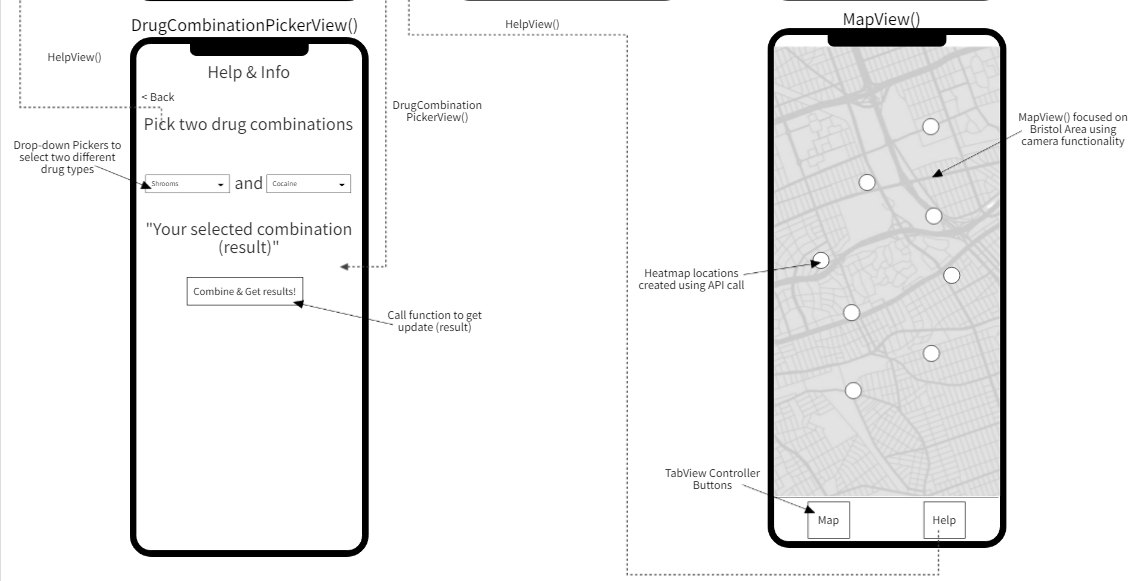 DrugCombinationPickerView()
HelpView()
Help & Info
< Back
Pick two drug combinations
Drop-down Pickers to
select two different
drug types
Shrooms
and
Cocaine
"Your selected combination
(result)"
Combine & Get results!
DrugCombination
PickerView()
Call function to get
update (result)
HelpView()
MapView()
MapView() focused on
Bristol Area using
camera functionality
Heatmap locations
created using API call
TabView Controller
Buttons
Map
Help